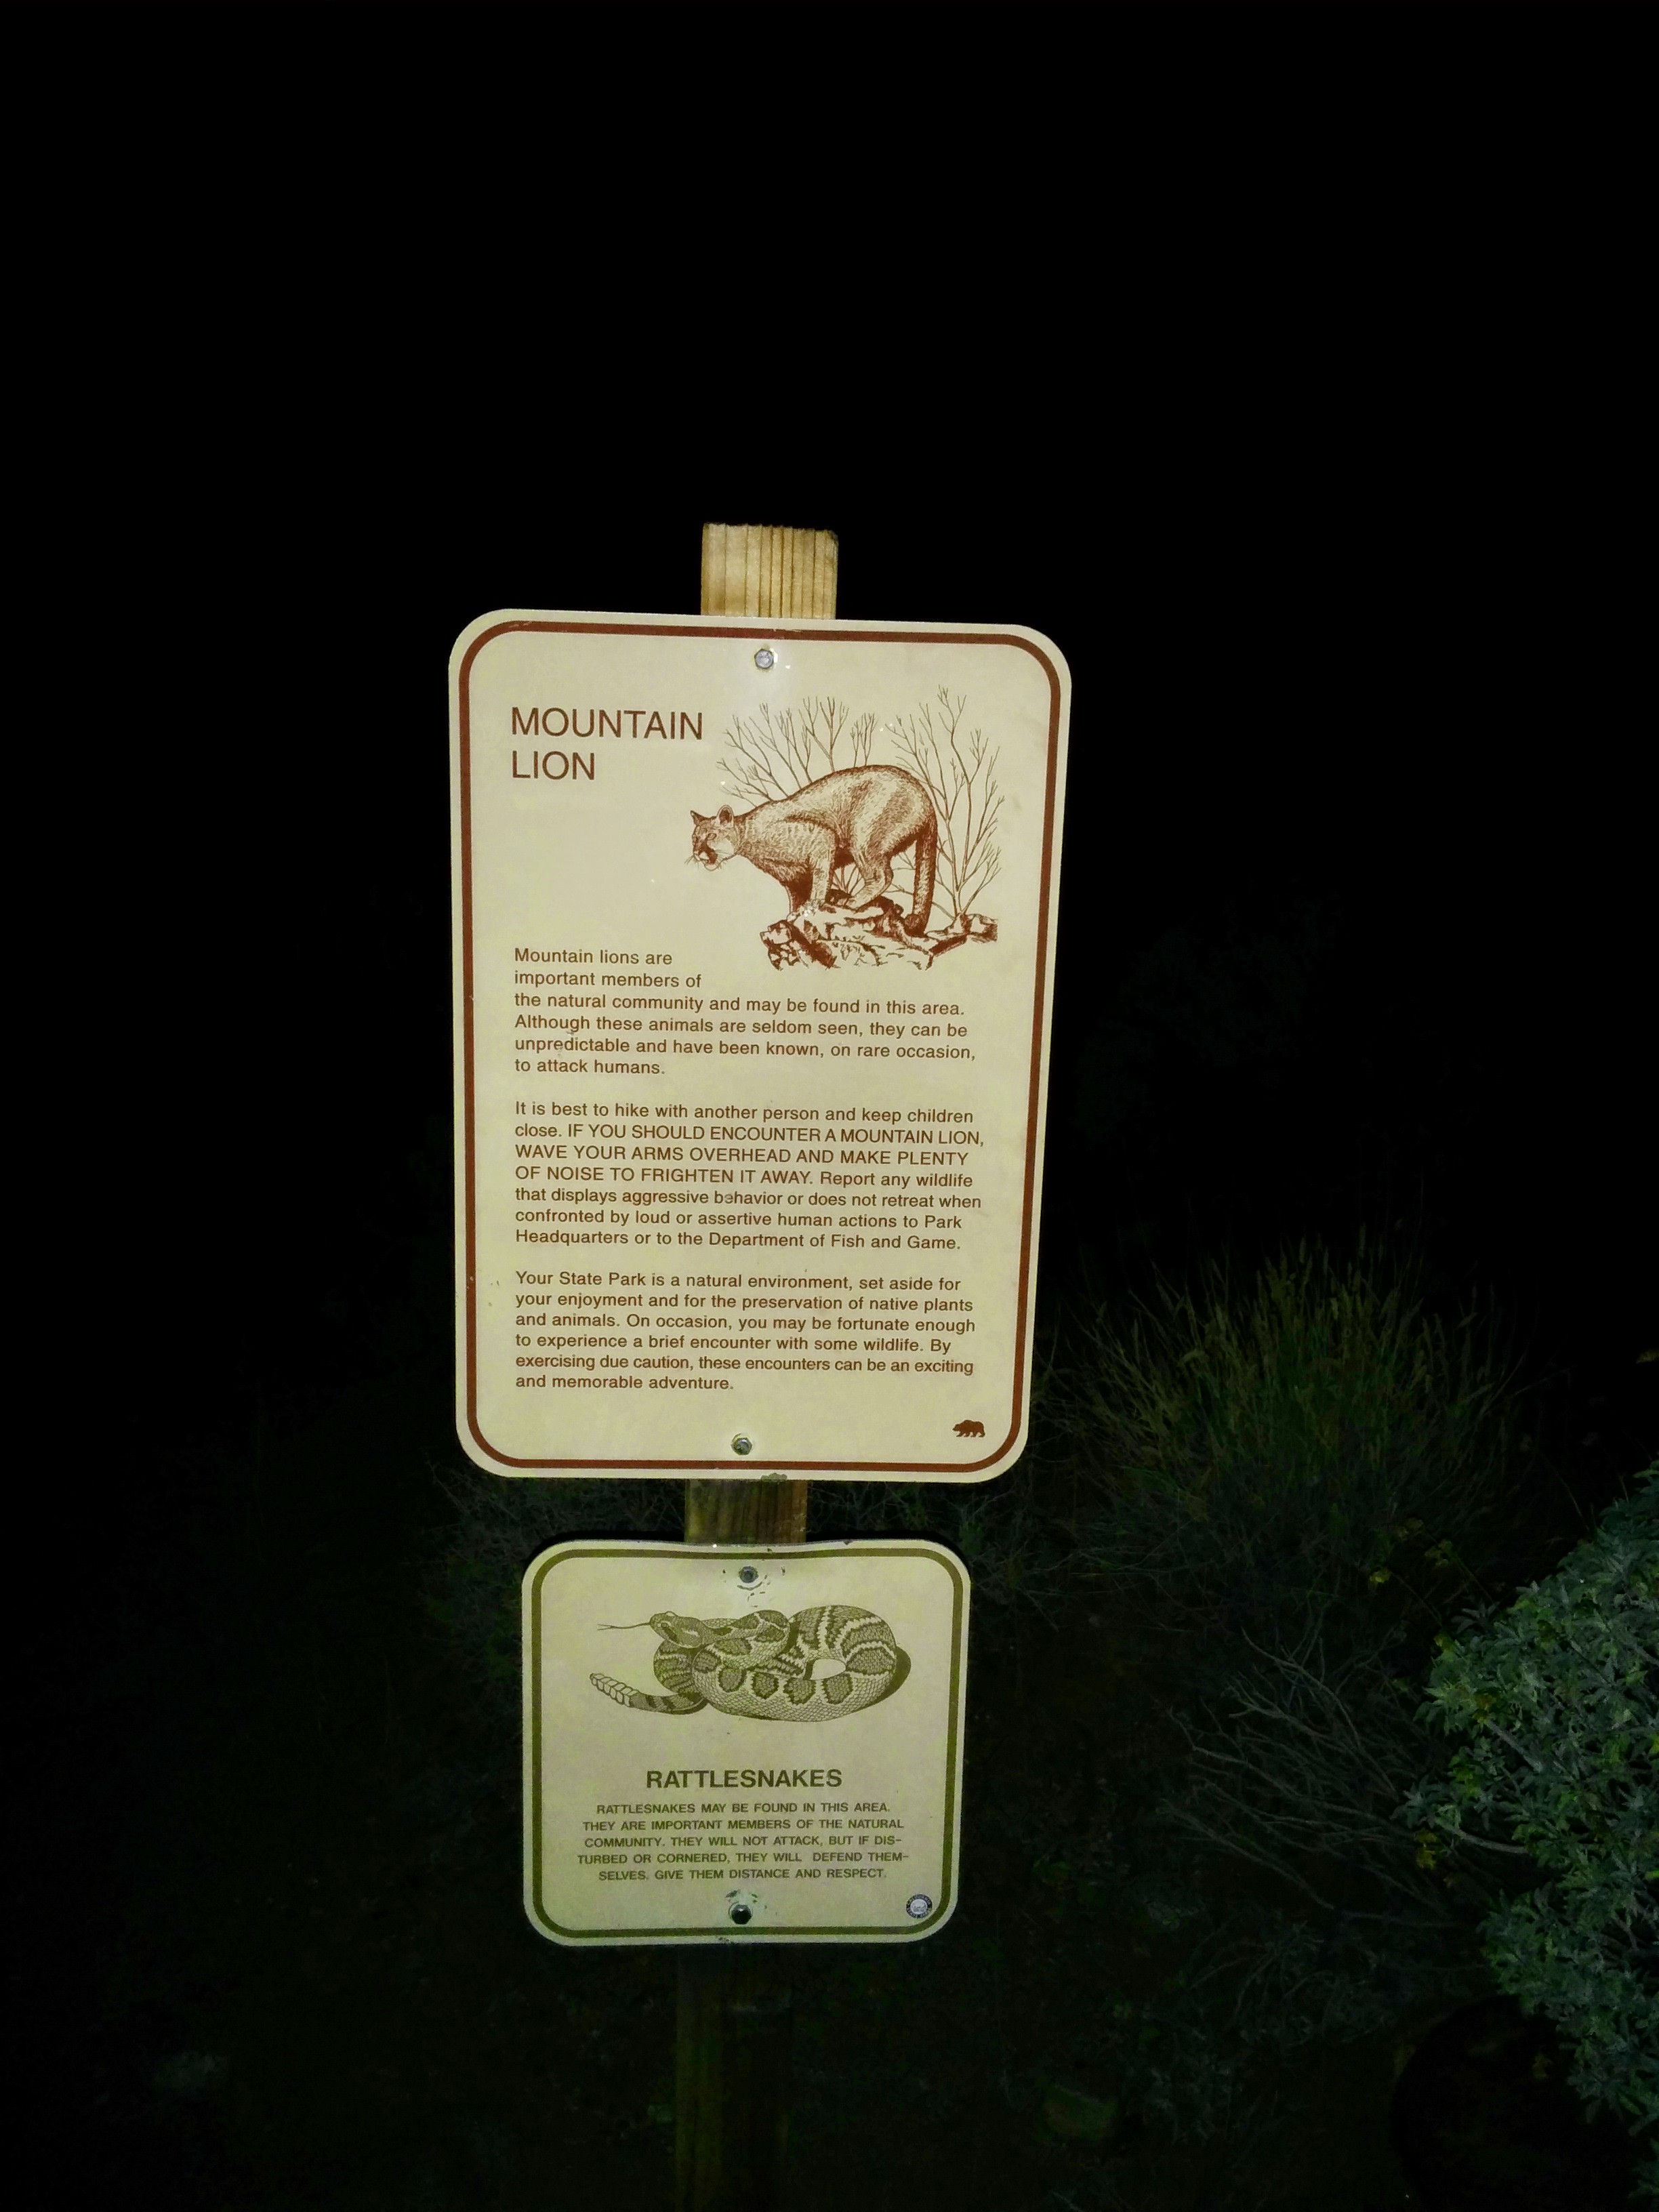 MOUNTAIN
LION
Mountain lions are
important members of
the natural community and may be found in this area.
Although these animals are seldom seen, they can be
unpredictable and have been known, on rare occasion,
to attack humans.
It is best to hike with another person and keep children
close. IF YOU SHOULD ENCOUNTER A MOUNTAIN LION,
WAVE YOUR ARMS OVERHEAD AND MAKE PLENTY
OF NOISE TO FRIGHTEN IT AWAY. Report any wildlife
that displays aggressive behavior or does not retreat when
confronted by loud or assertive human actions to Park
Headquarters or to the Department of Fish and Game.
Your State Park is a natural environment, set aside for
your enjoyment and for the preservation of native plants
and animals. On occasion, you may be fortunate enough
to experience a brief encounter with some wildlife. By
exercising due caution, these encounters can be an exciting
and memorable adventure.
RATTLESNAKES
RATTLESNAKES MAY BE FOUND IN THIS AREA.
THEY ARE IMPORTANT MEMBERS OF THE NATURAL
COMMUNITY. THEY WILL NOT ATTACK, BUT IF DIS-
TURBED OR CORNERED, THEY WILL DEFEND THEM-
SELVES. GIVE THEM DISTANCE AND RESPECT.